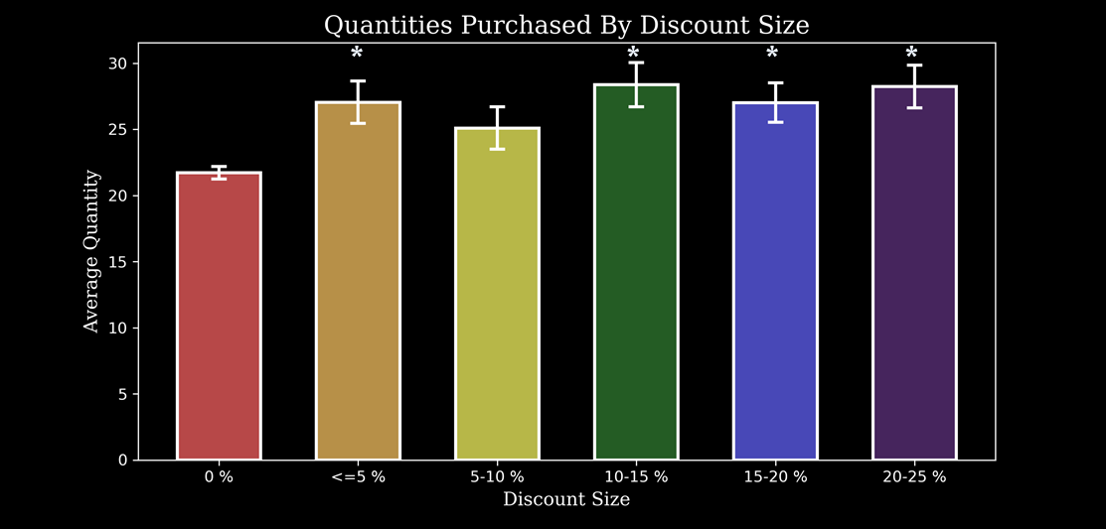 Quantities Purchased By Discount Size
* * * *
30
25
20
15
10
5
0
Average Quantity
0 % <=5 % 5-10 % 10-15 % 15-20 % 20-25 %
Discount Size